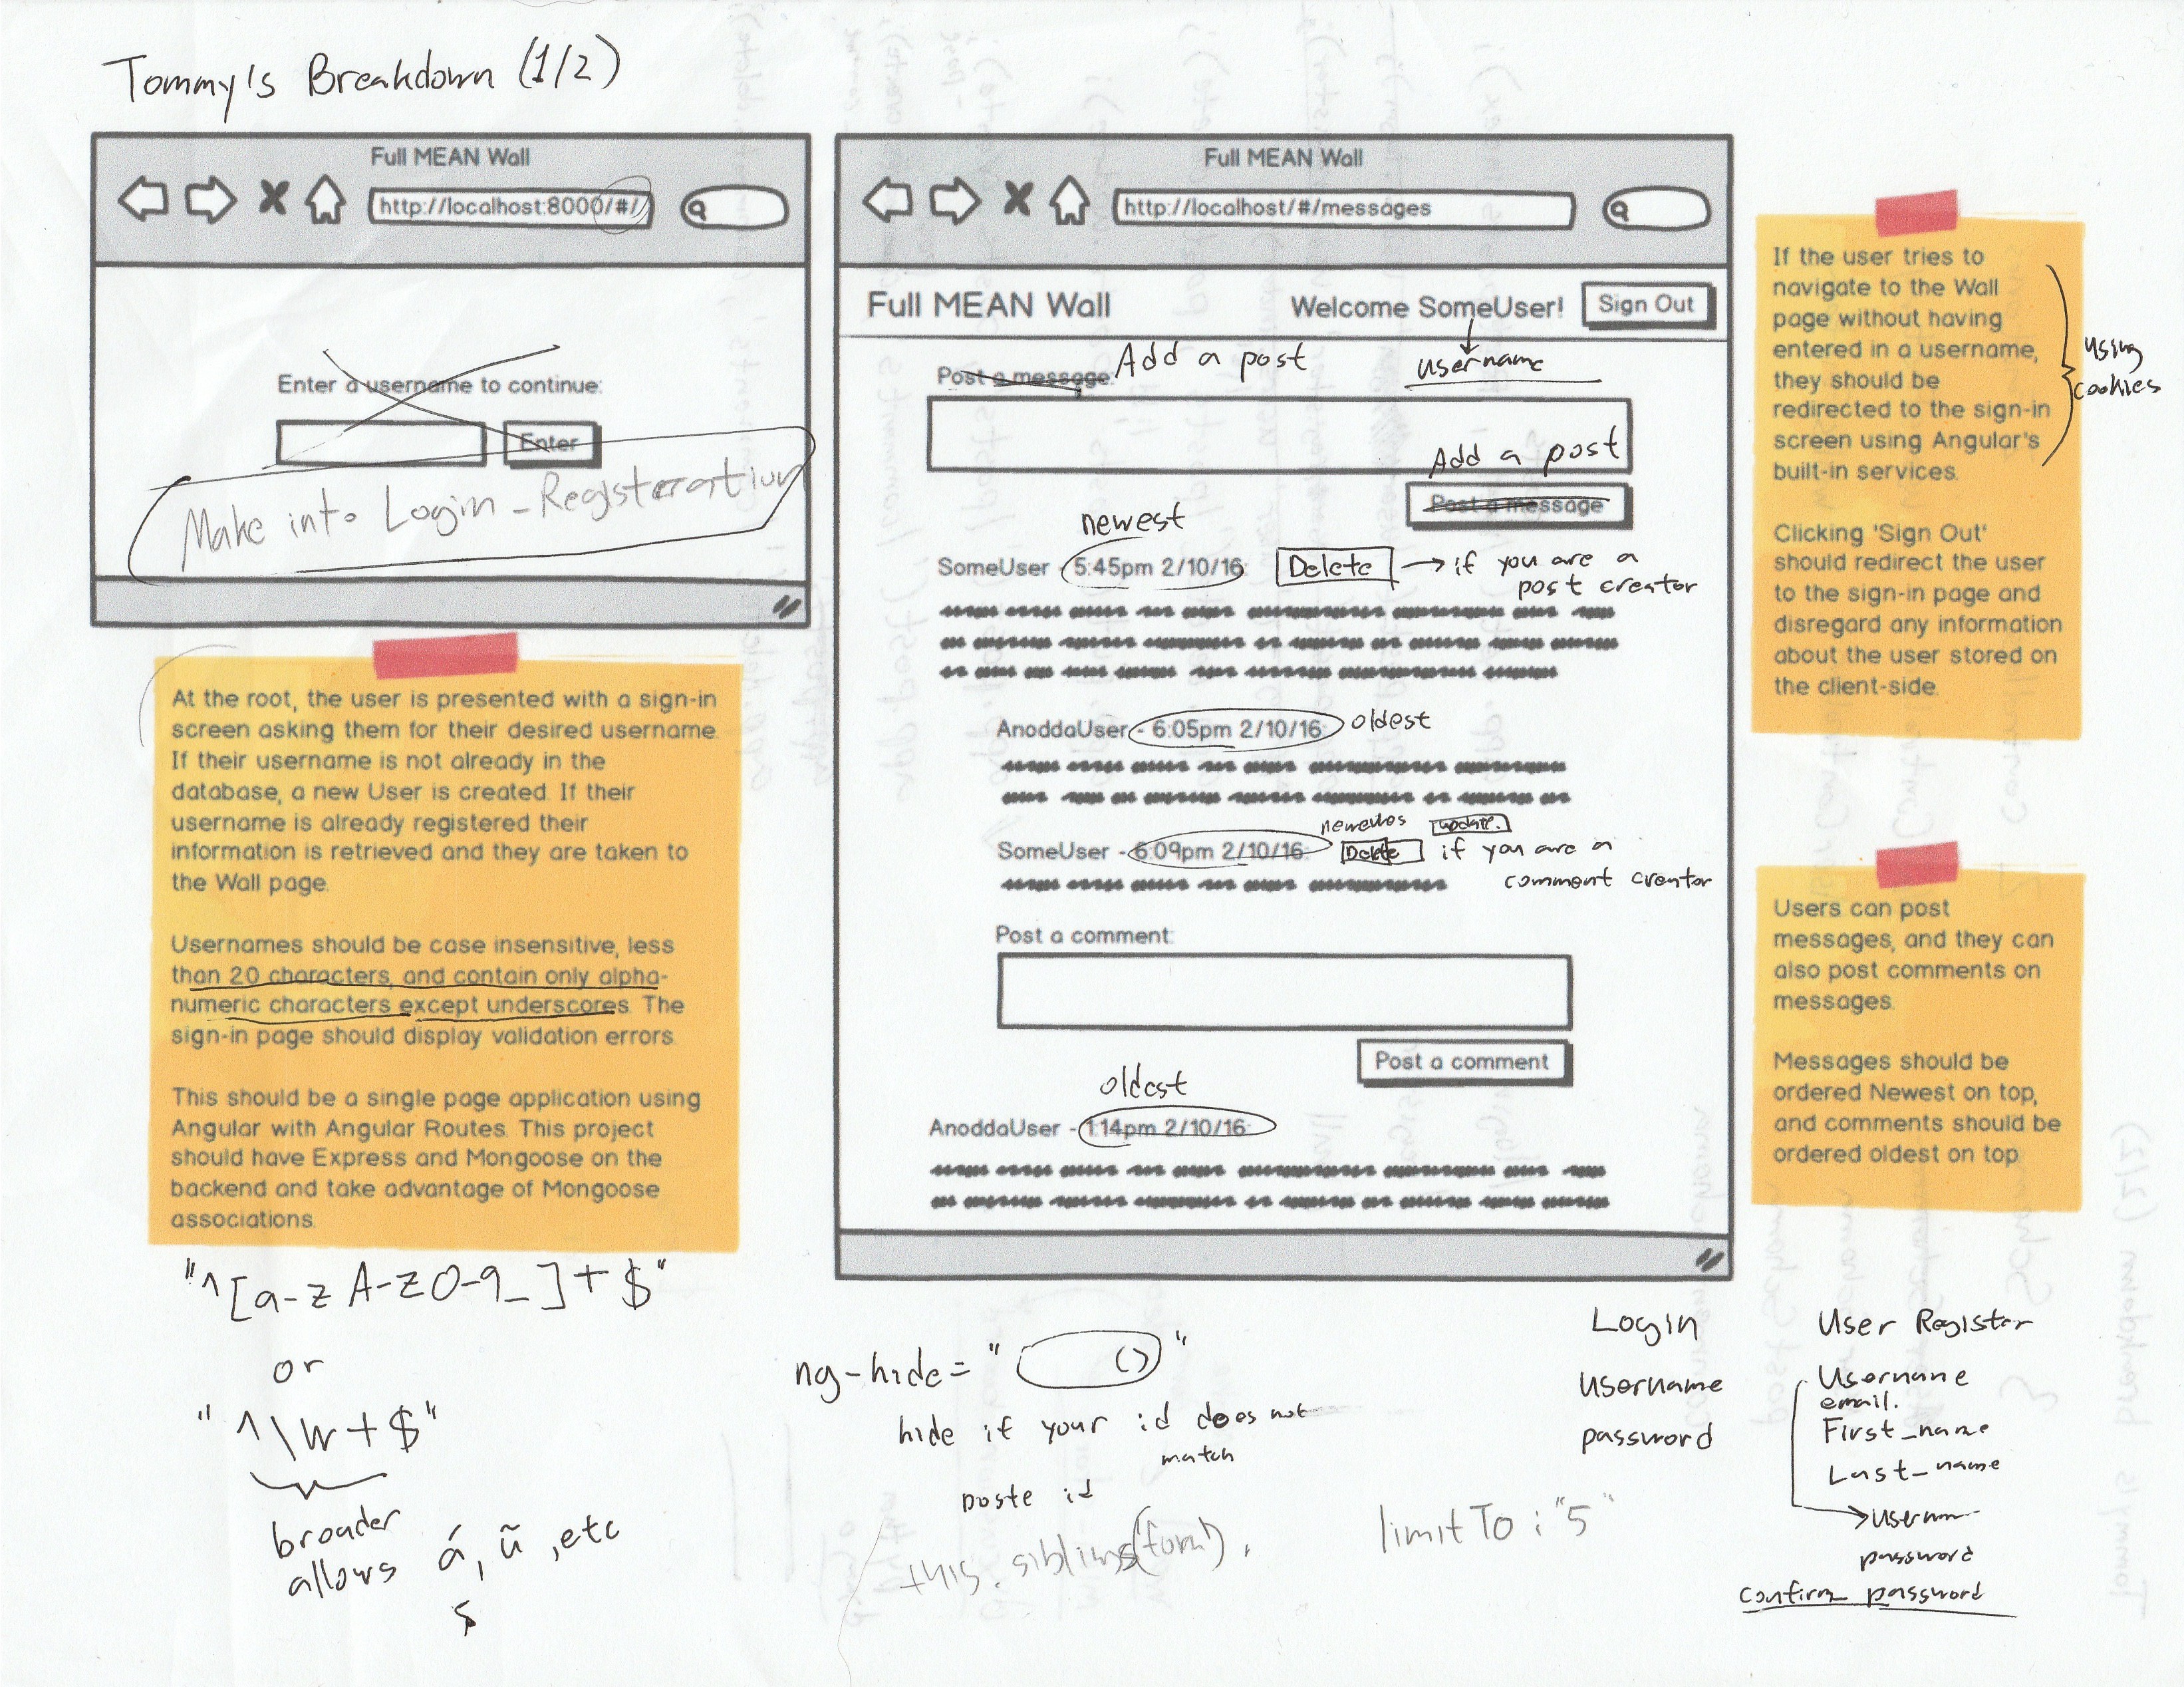 Tommy's Breakdown (1/2)
Full MEAN Wall
http://localhost:8000/#/
Enter a username to continue:
Enter
Make into Login_Registeration
At the root, the user is presented with a sign-in
screen asking them for their desired username.
If their username is not already in the
database, a new User is created. If their
username is already registered their
information is retrieved and they are taken to
the Wall page.
Usernames should be case insensitive, less
than 20 characters, and contain only alpha-
numeric characters except underscores. The
sign-in page should display validation errors.
This should be a single page application using
Angular with Angular Routes. This project
should have Express and Mongoose on the
backend and take advantage of Mongoose
associations.
"^[a-z A-Z 0-9_]+$"
or
"^\w+$"
broader
allows á, ũ, etc
Full MEAN Wall
http://localhost/#/messages
Full MEAN Wall
Welcome SomeUser!
Sign Out
username
Post a message:
Add a post
Add a post
Post a message
newest
SomeUser - 5:45pm 2/10/16:
Delete → if you are a
post creator
AnoddaUser - 6:05pm 2/10/16:
oldest
update
SomeUser - 6:09pm 2/10/16:
Delete if you are a
comment creator
Post a comment:
Post a comment
oldest
AnoddaUser - 1:14pm 2/10/16:
If the user tries to
navigate to the Wall
page without having
entered in a username,
they should be
redirected to the sign-in
screen using Angular's
built-in services.
using
cookies
Clicking 'Sign Out'
should redirect the user
to the sign-in page and
disregard any information
about the user stored on
the client-side.
Users can post
messages, and they can
also post comments on
messages.
Messages should be
ordered Newest on top,
and comments should be
ordered oldest on top
ng-hide=" ()"
hide if your id does not
match
poste id
this.siblings(form).
limitTo : "5"
Login
username
password
User Register
Username
email.
First_name
Last_name
password
confirm password